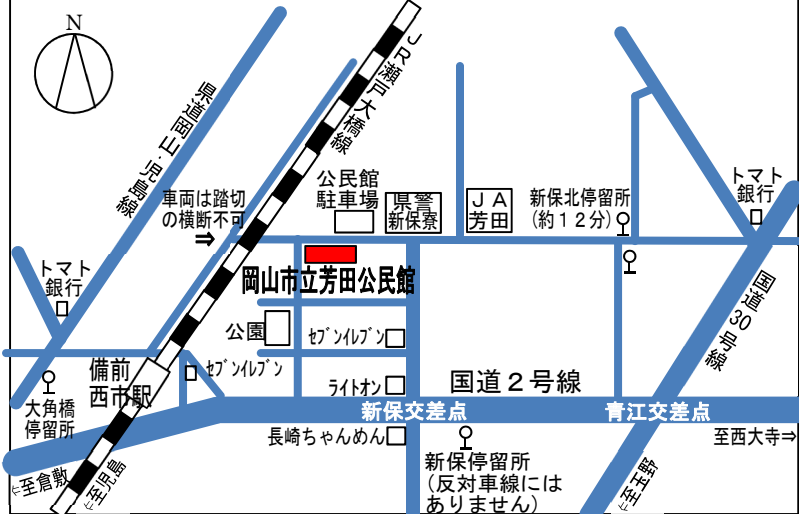 N
JR瀬戸大橋線
県道岡山・児島線
車両は踏切
の横断不可
⇒
公民館
駐車場
県警
新保寮
JA
芳田
新保北停留所
(約12分)
トマト
銀行
トマト
銀行
岡山市立芳田公民館
国道30号線
公園
ｾﾌﾞﾝｲﾚﾌﾞﾝ
備前
西市駅
ｾﾌﾞﾝｲﾚﾌﾞﾝ
ライトオン
国道2号線
大角橋
停留所
新保交差点
青江交差点
長崎ちゃんめん
至西大寺⇒
新保停留所
(反対車線には
ありません)
⇐至倉敷
⇐至児島
⇐至玉野